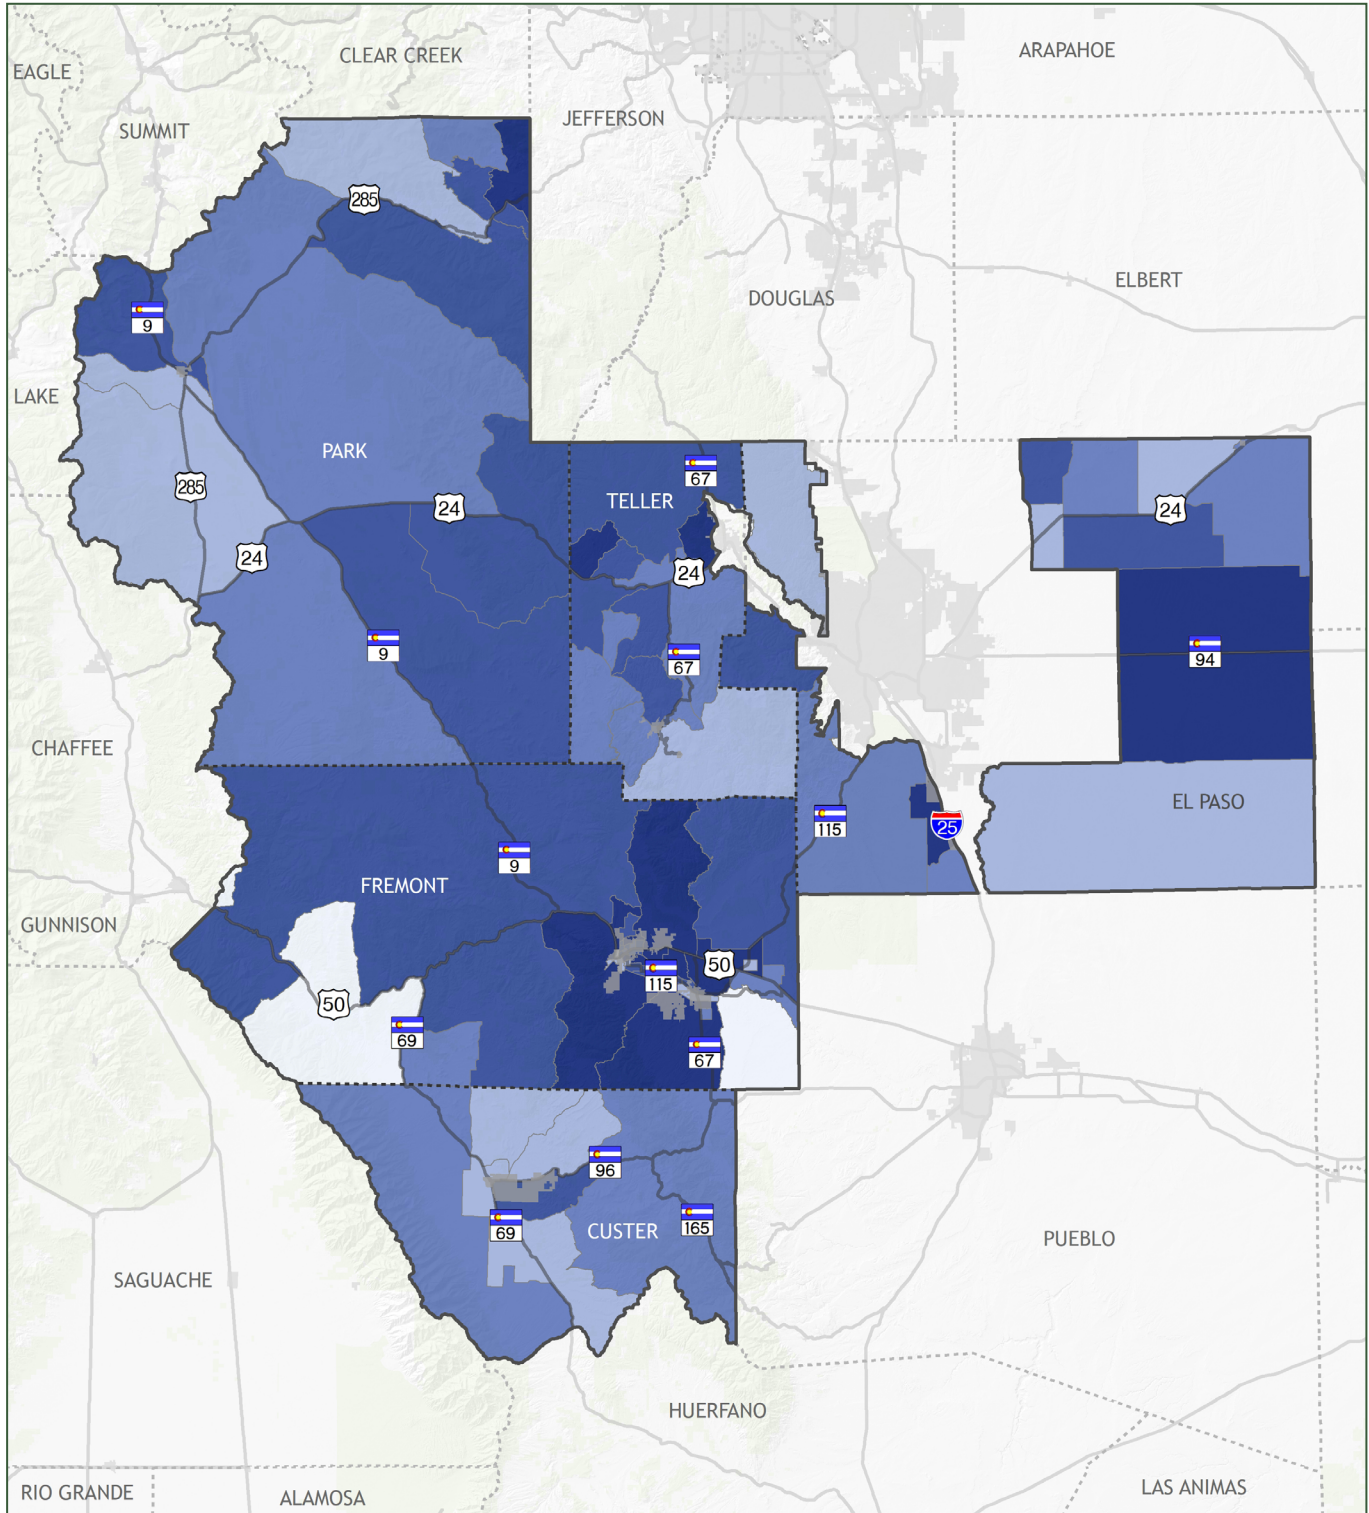 CLEAR CREEK
ARAPAHOE
EAGLE
JEFFERSON
SUMMIT
285
ELBERT
DOUGLAS
9
LAKE
PARK
67
285
TELLER
24
24
24
24
9
67
94
CHAFFEE
EL PASO
115
25
9
FREMONT
GUNNISON
50
115
50
69
67
96
69
165
CUSTER
PUEBLO
SAGUACHE
HUERFANO
RIO GRANDE
ALAMOSA
LAS ANIMAS